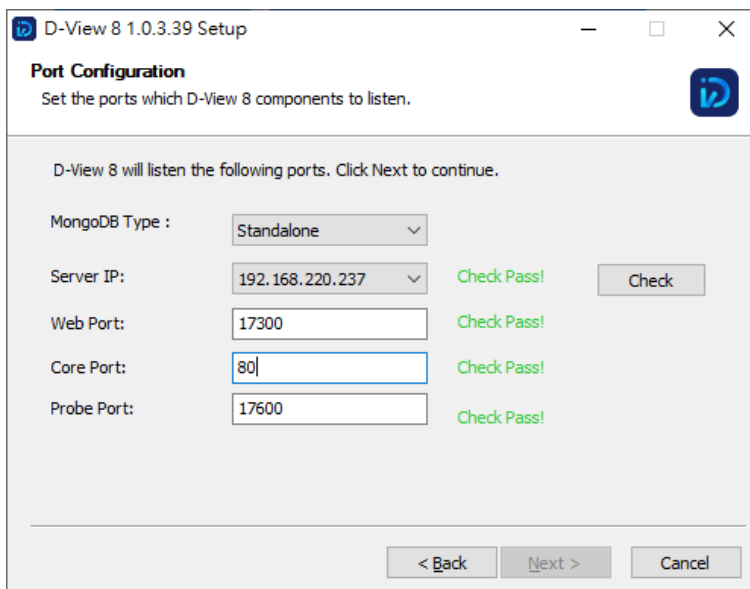 D-View 8 1.0.3.39 Setup
Port Configuration
Set the ports which D-View 8 components to listen.
D-View 8 will listen the following ports. Click Next to continue.
MongoDB Type : Standalone
Server IP: 192.168.220.237 Check Pass! Check
Web Port: 17300 Check Pass!
Core Port: 80 Check Pass!
Probe Port: 17600 Check Pass!
< Back Next > Cancel